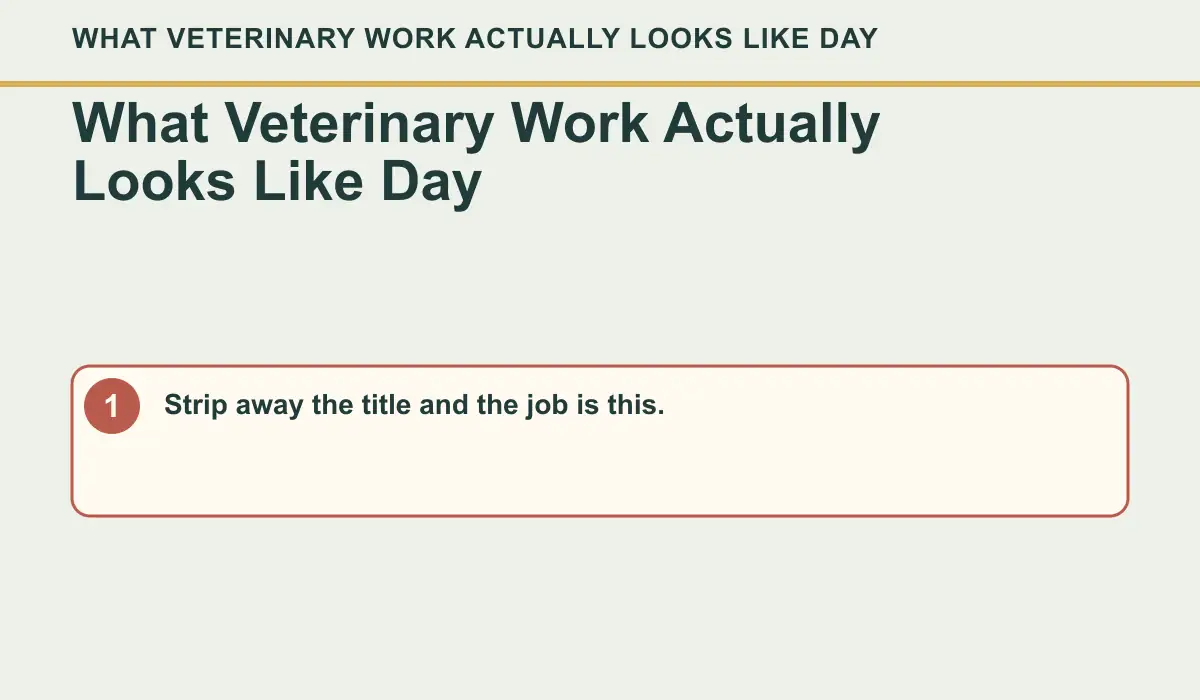 WHAT VETERINARY WORK ACTUALLY LOOKS LIKE DAY
What Veterinary Work Actually
Looks Like Day
1
Strip away the title and the job is this.